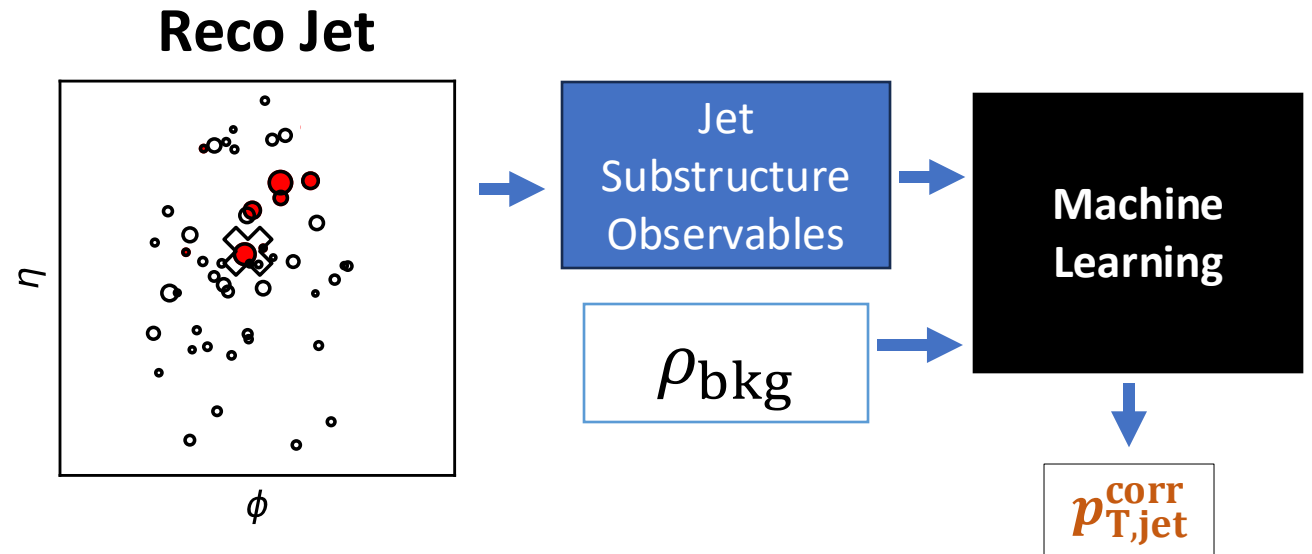 Reco Jet
η
ϕ
Jet
Substructure
Observables
ρbkg
Machine
Learning
pT,jetcorr